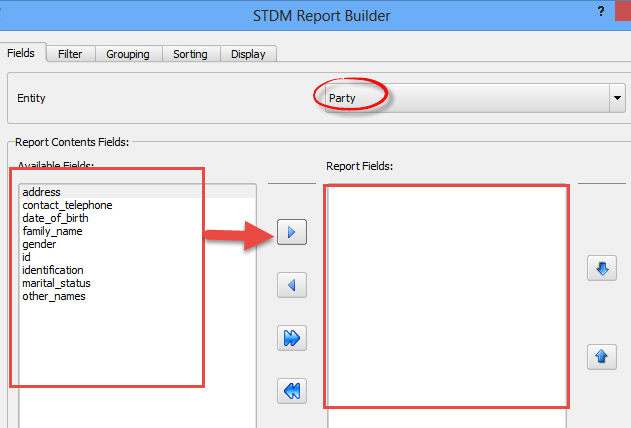 STDM Report Builder
?
Fields Filter Grouping Sorting Display
Entity Party
Report Contents Fields:
Available Fields: Report Fields:
address
contact_telephone
date_of_birth
family_name
gender
id
identification
marital_status
other_names